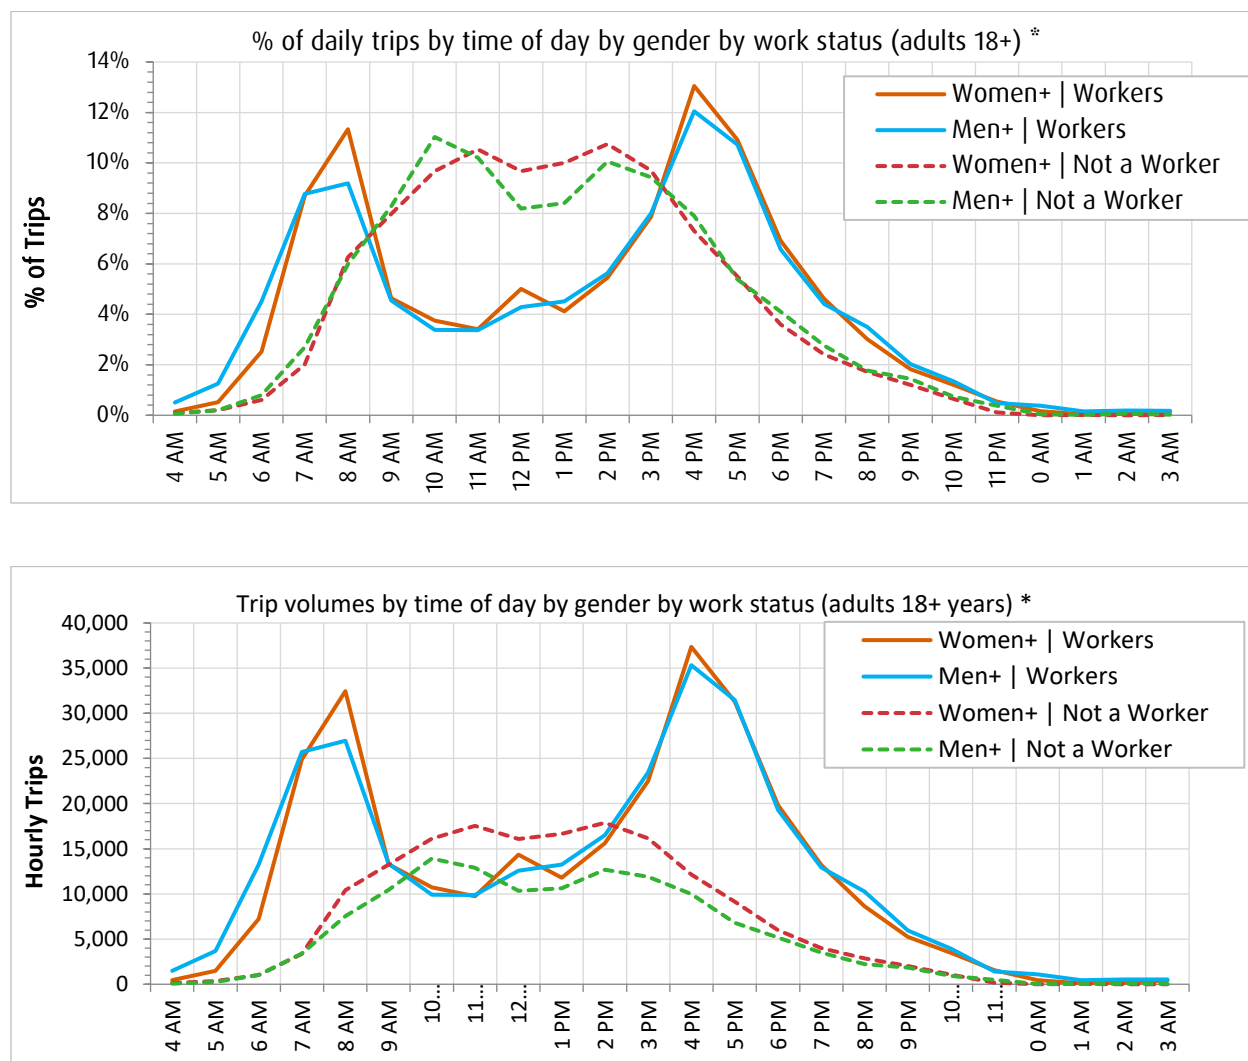 % of daily trips by time of day by gender by work status (adults 18+) *
14%
12%
10%
8%
6%
4%
2%
0%
% of Trips
Women+ | Workers
Men+ | Workers
Women+ | Not a Worker
Men+ | Not a Worker
4 AM
5 AM
6 AM
7 AM
8 AM
9 AM
10 AM
11 AM
12 PM
1 PM
2 PM
3 PM
4 PM
5 PM
6 PM
7 PM
8 PM
9 PM
10 PM
11 PM
0 AM
1 AM
2 AM
3 AM
Trip volumes by time of day by gender by work status (adults 18+ years) *
40,000
35,000
30,000
25,000
20,000
15,000
10,000
5,000
0
Hourly Trips
Women+ | Workers
Men+ | Workers
Women+ | Not a Worker
Men+ | Not a Worker
4 AM
5 AM
6 AM
7 AM
8 AM
9 AM
10...
11...
12...
1 PM
2 PM
3 PM
4 PM
5 PM
6 PM
7 PM
8 PM
9 PM
10...
11...
0 AM
1 AM
2 AM
3 AM